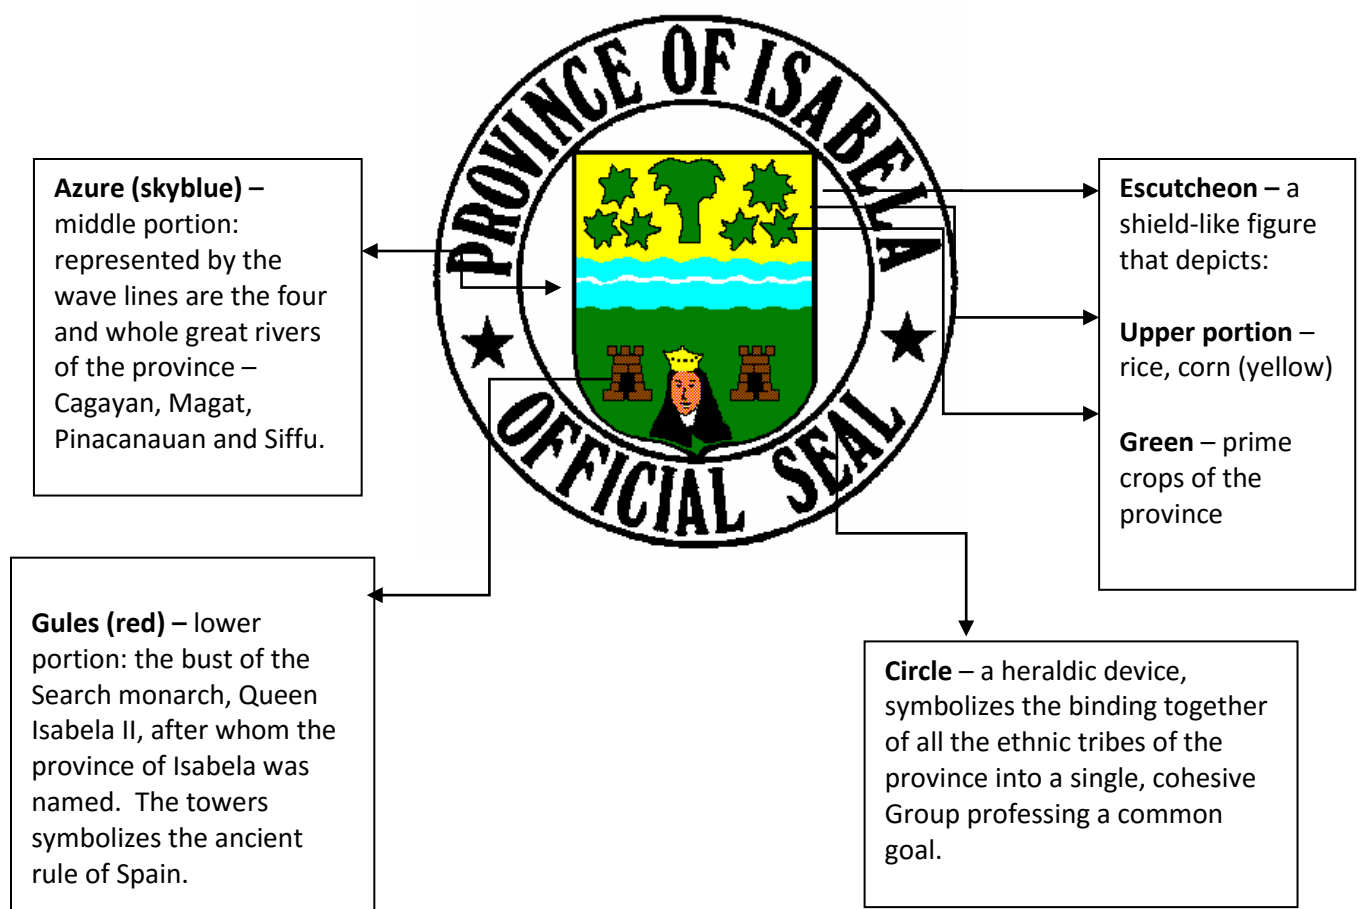 PROVINCE OF ISABELA
OFFICIAL SEAL
Azure (skyblue) –
middle portion:
represented by the
wave lines are the four
and whole great rivers
of the province –
Cagayan, Magat,
Pinacanauan and Siffu.
Escutcheon – a
shield-like figure
that depicts:
Upper portion –
rice, corn (yellow)
Green – prime
crops of the
province
Gules (red) – lower
portion: the bust of the
Search monarch, Queen
Isabela II, after whom the
province of Isabela was
named.  The towers
symbolizes the ancient
rule of Spain.
Circle – a heraldic device,
symbolizes the binding together
of all the ethnic tribes of the
province into a single, cohesive
Group professing a common
goal.